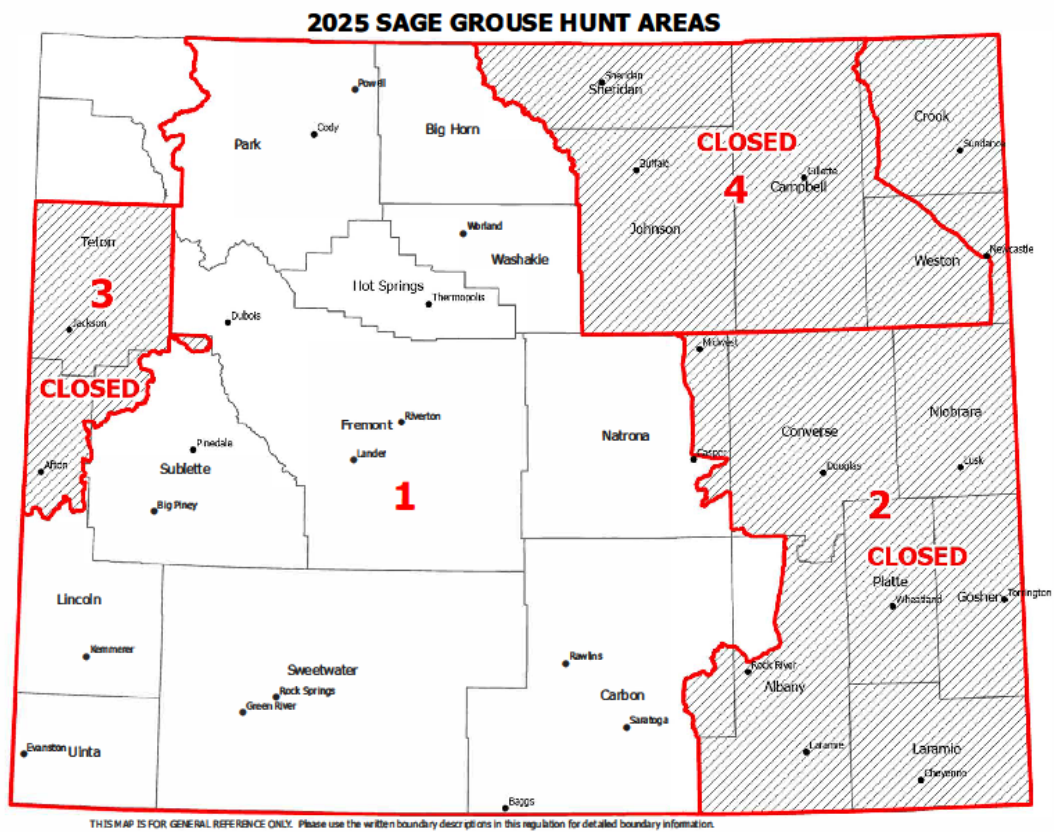 2025 SAGE GROUSE HUNT AREAS
Sheridan
Sheridan
Powell
Crook
Cody
Big Horn
Park
CLOSED
Sundance
Buffalo
Gillette
Campbell
4
Worland
Johnson
Teton
Washakie
Newcastle
Weston
Hot Springs
3
Thermopolis
Jackson
Dubois
Midwest
CLOSED
Niobrara
Riverton
Fremont
Natrona
Converse
Pinedale
Lander
Casper
Sublette
Afton
Douglas
Lusk
1
Big Piney
2
CLOSED
Platte
Lincoln
Wheatland
Goshen
Torrington
Kemmerer
Rawlins
Rock River
Sweetwater
Albany
Rock Springs
Carbon
Green River
Saratoga
Evanston
Uinta
Laramie
Laramie
Cheyenne
Baggs
THIS MAP IS FOR GENERAL REFERENCE ONLY. Please use the written boundary descriptions in this regulation for detailed boundary information.